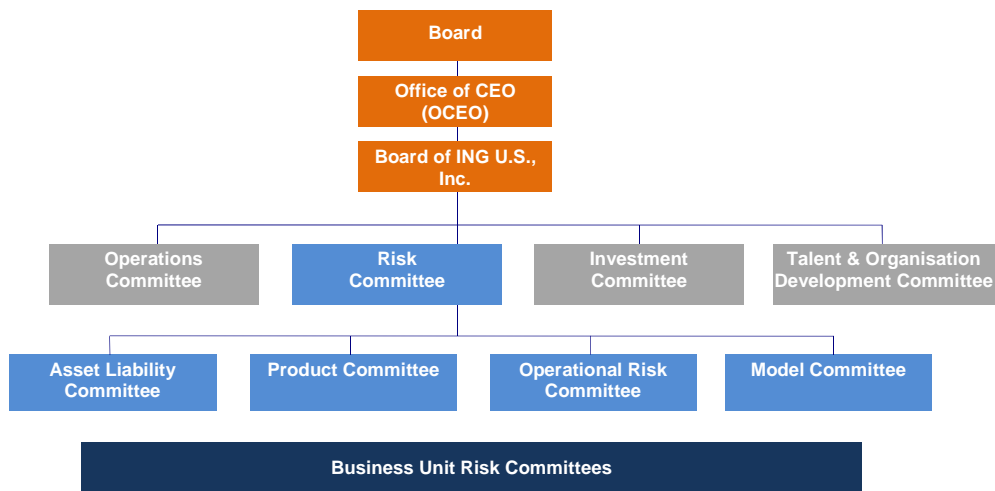 Board
Office of CEO
(OCEO)
Board of ING U.S.,
Inc.
Operations
Committee
Risk
Committee
Investment
Committee
Talent & Organisation
Development Committee
Asset Liability
Committee
Product Committee
Operational Risk
Committee
Model Committee
Business Unit Risk Committees